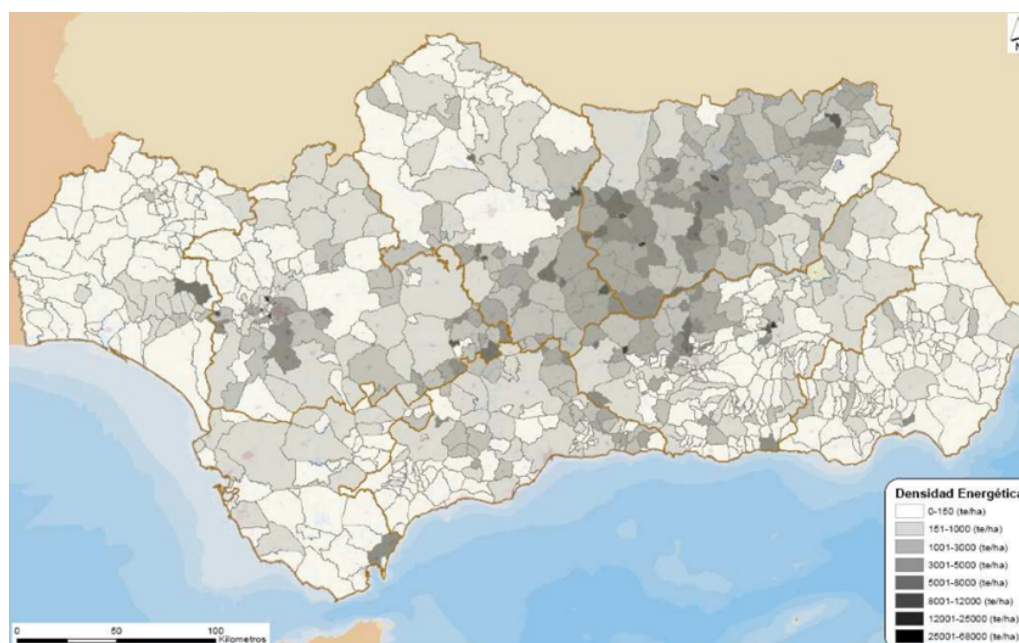 Densidad Energética
0-150 (te/ha)
151-1000 (te/ha)
1001-3000 (te/ha)
3001-5000 (te/ha)
5001-8000 (te/ha)
8001-12000 (te/ha)
12001-25000 (te/ha)
25001-68000 (te/ha)
0 50 100
Kilometros